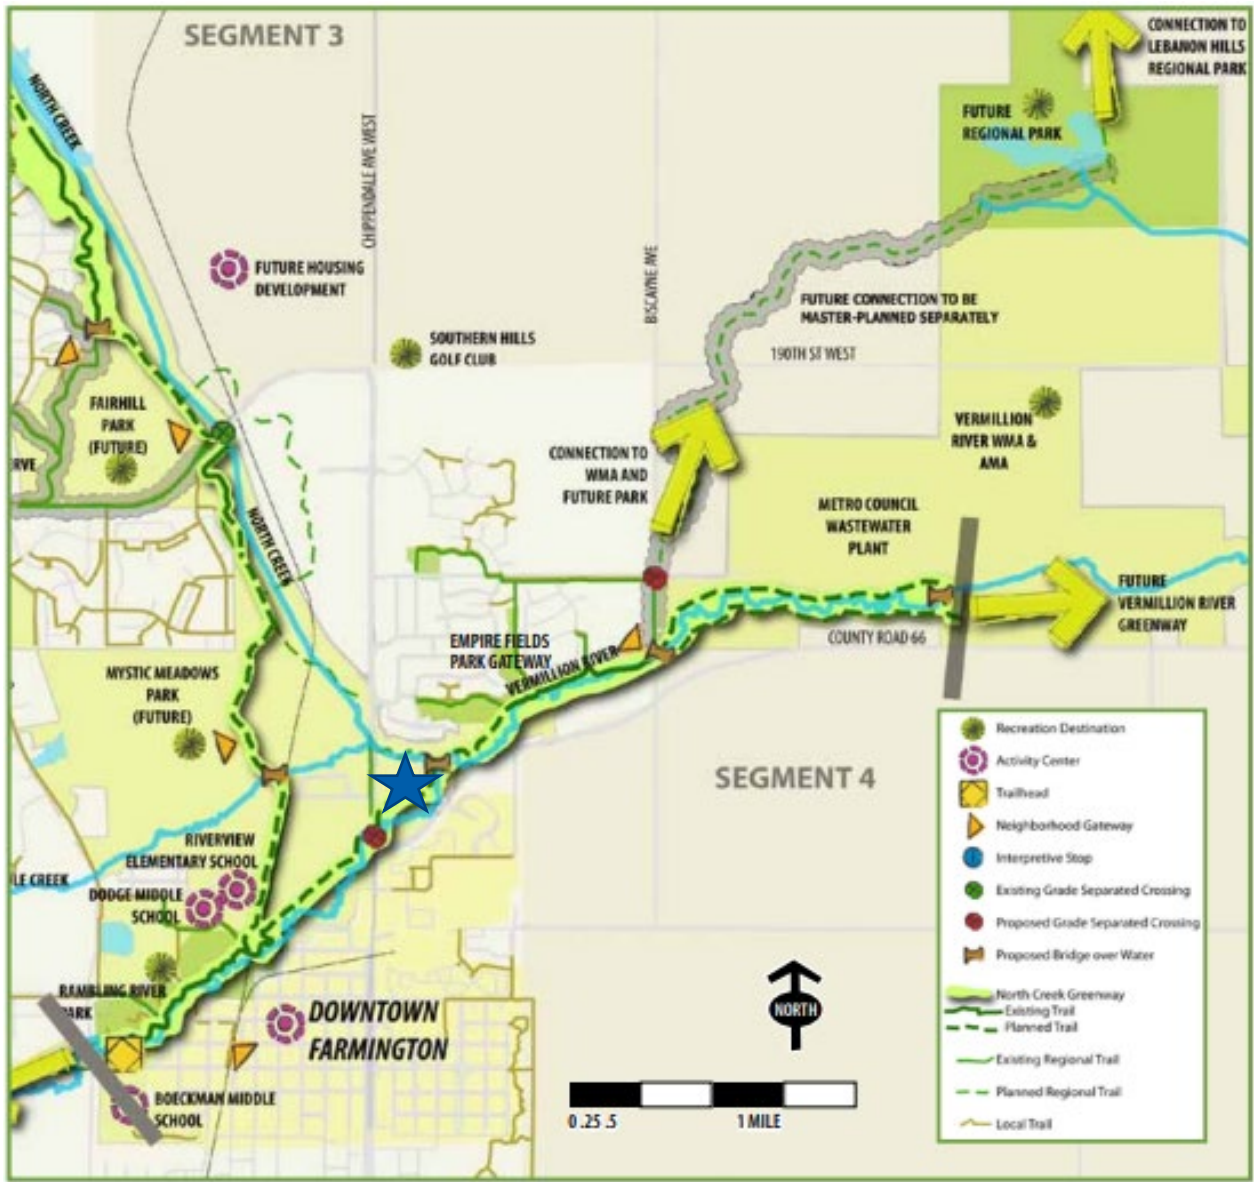 SEGMENT 3
CONNECTION TO
LEBANON HILLS
REGIONAL PARK
NORTH CREEK
FUTURE
REGIONAL PARK
CHIPPENDALE AVE WEST
FUTURE HOUSING
DEVELOPMENT
BISCAYNE AVE
FUTURE CONNECTION TO BE
MASTER-PLANNED SEPARATELY
SOUTHERN HILLS
GOLF CLUB
190TH ST WEST
FAIRHILL
PARK
(FUTURE)
VERMILLION
RIVER WMA &
AMA
RVE
CONNECTION TO
WMA AND
FUTURE PARK
METRO COUNCIL
WASTEWATER
PLANT
NORTH CREEK
FUTURE
VERMILLION RIVER
GREENWAY
EMPIRE FIELDS
PARK GATEWAY
VERMILLION RIVER
COUNTY ROAD 66
MYSTIC MEADOWS
PARK
(FUTURE)
SEGMENT 4
RIVERVIEW
ELEMENTARY SCHOOL
LE CREEK
DODGE MIDDLE
SCHOOL
RAMBLING RIVER
PARK
DOWNTOWN
FARMINGTON
BOECKMAN MIDDLE
SCHOOL
NORTH
0 .25 .5
1 MILE
Recreation Destination
Activity Center
Trailhead
Neighborhood Gateway
Interpretive Stop
Existing Grade Separated Crossing
Proposed Grade Separated Crossing
Proposed Bridge over Water
North Creek Greenway
Existing Trail
Planned Trail
Existing Regional Trail
Planned Regional Trail
Local Trail